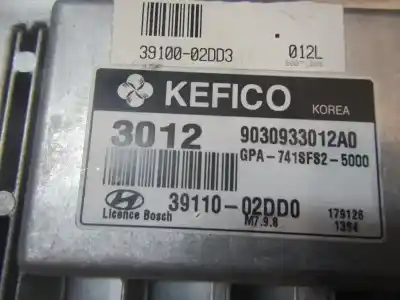 39100-02DD3 012L
KEFICO KOREA
3012 9030933012A0
GPA-741SFS2-5000
39110-02DD0
Licence Bosch M7.9.8 179126
1394